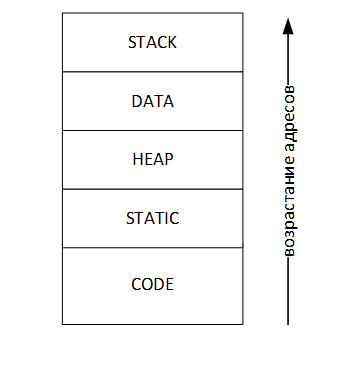 STACK
DATA
HEAP
STATIC
CODE
возрастание адресов